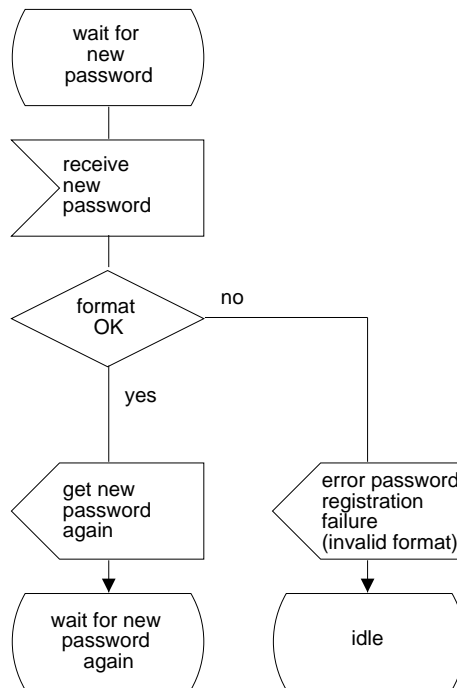 wait for
new
password
receive
new
password
format
OK
no
yes
get new
password
again
error password
registration
failure
(invalid format)
wait for new
password
again
idle